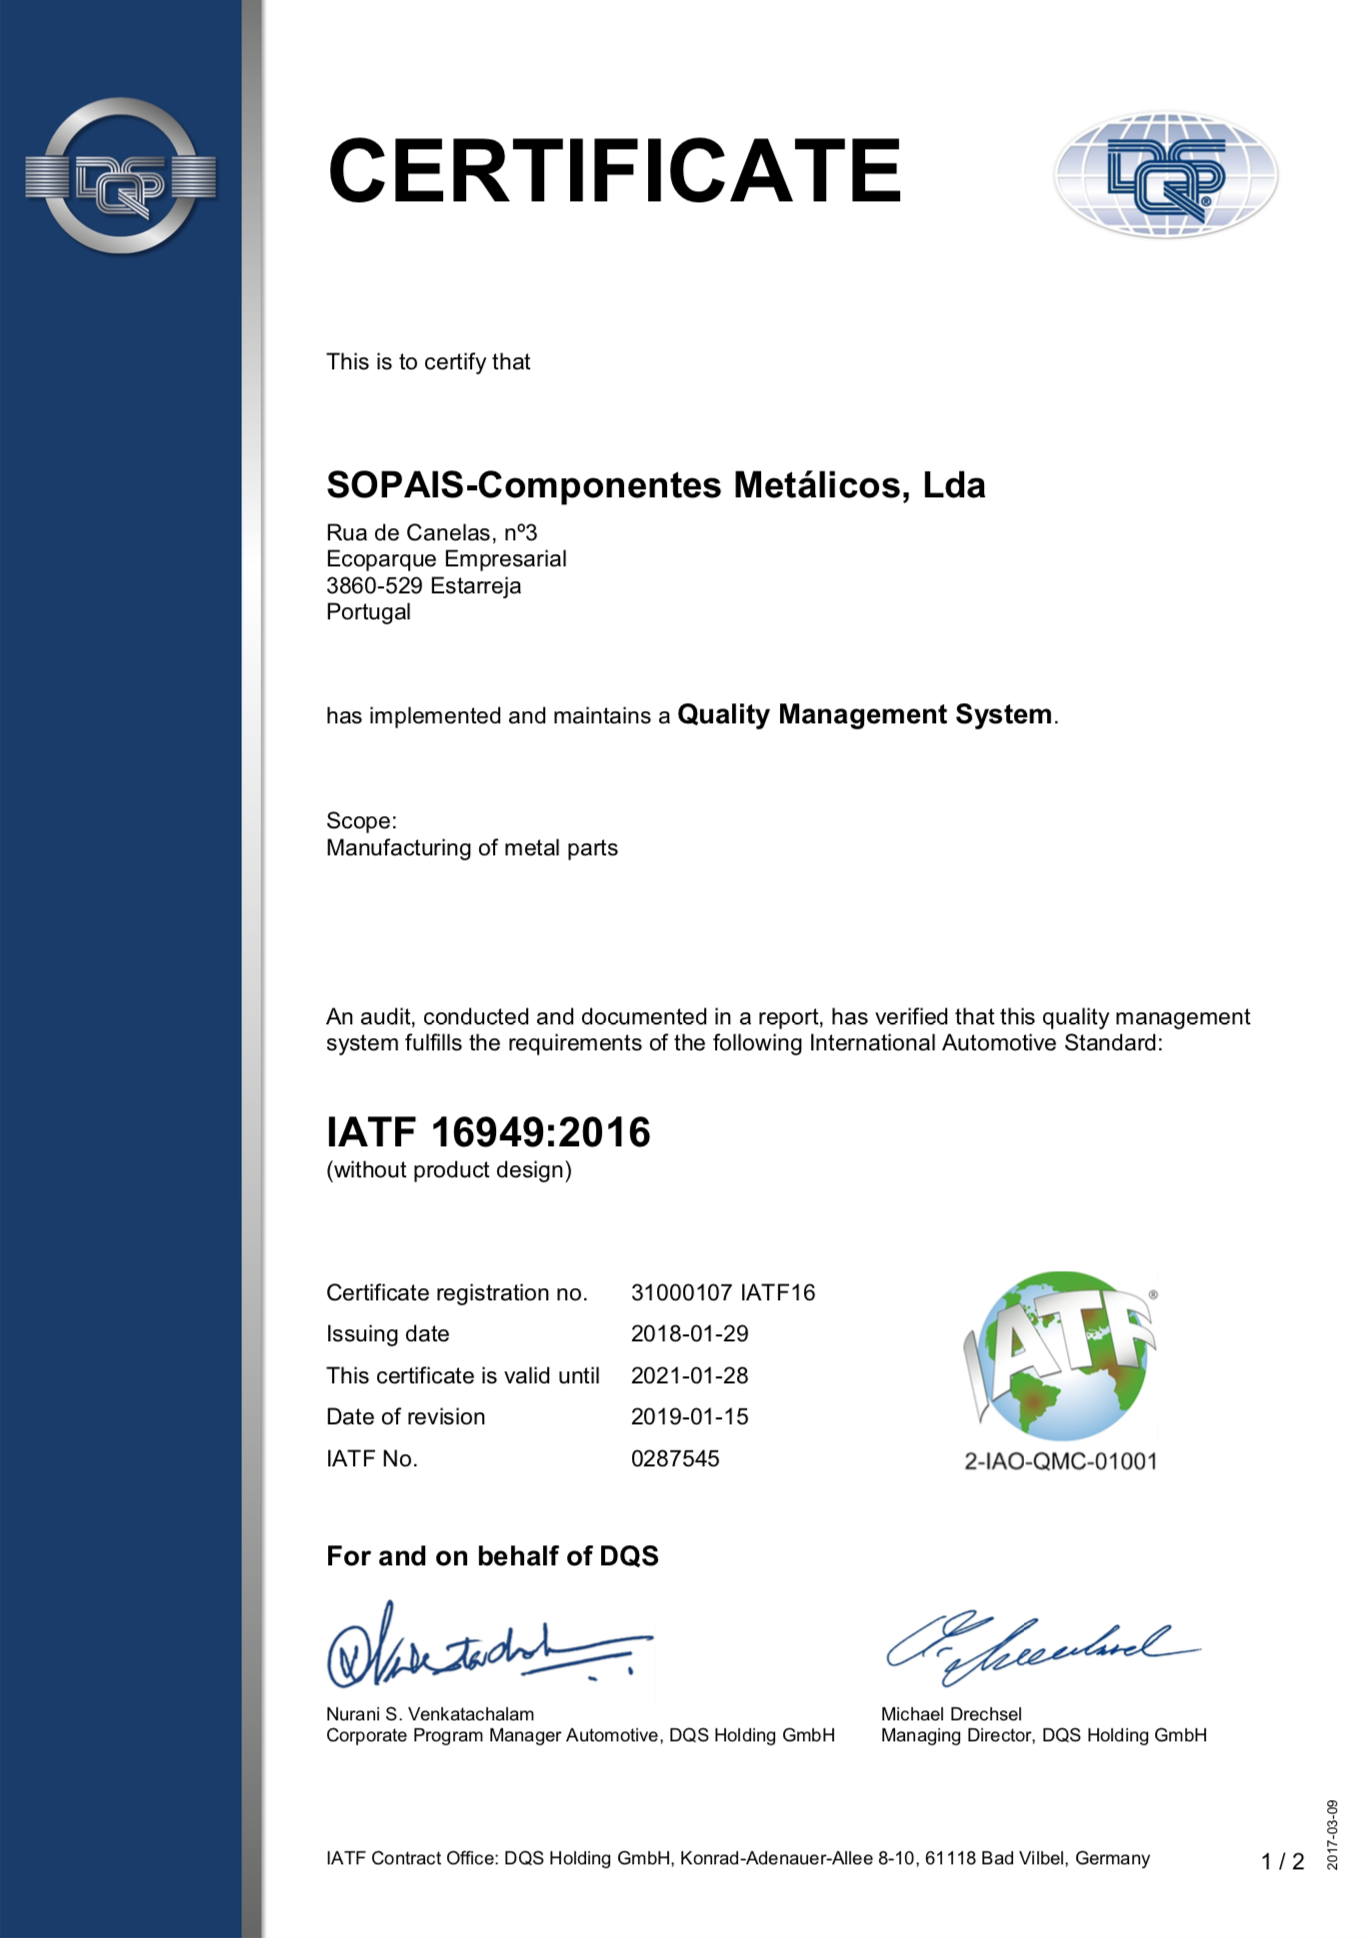 DQS
CERTIFICATE
DQS®
This is to certify that
SOPAIS-Componentes Metálicos, Lda
Rua de Canelas, nº3
Ecoparque Empresarial
3860-529 Estarreja
Portugal
has implemented and maintains a Quality Management System.
Scope:
Manufacturing of metal parts
An audit, conducted and documented in a report, has verified that this quality management
system fulfills the requirements of the following International Automotive Standard:
IATF 16949:2016
(without product design)
Certificate registration no. 31000107 IATF16
Issuing date 2018-01-29
This certificate is valid until 2021-01-28
Date of revision 2019-01-15
IATF No. 0287545
IATF®
2-IAO-QMC-01001
For and on behalf of DQS
Nurani S. Venkatachalam
Corporate Program Manager Automotive, DQS Holding GmbH
Michael Drechsel
Managing Director, DQS Holding GmbH
IATF Contract Office: DQS Holding GmbH, Konrad-Adenauer-Allee 8-10, 61118 Bad Vilbel, Germany
1 / 2
2017-03-09